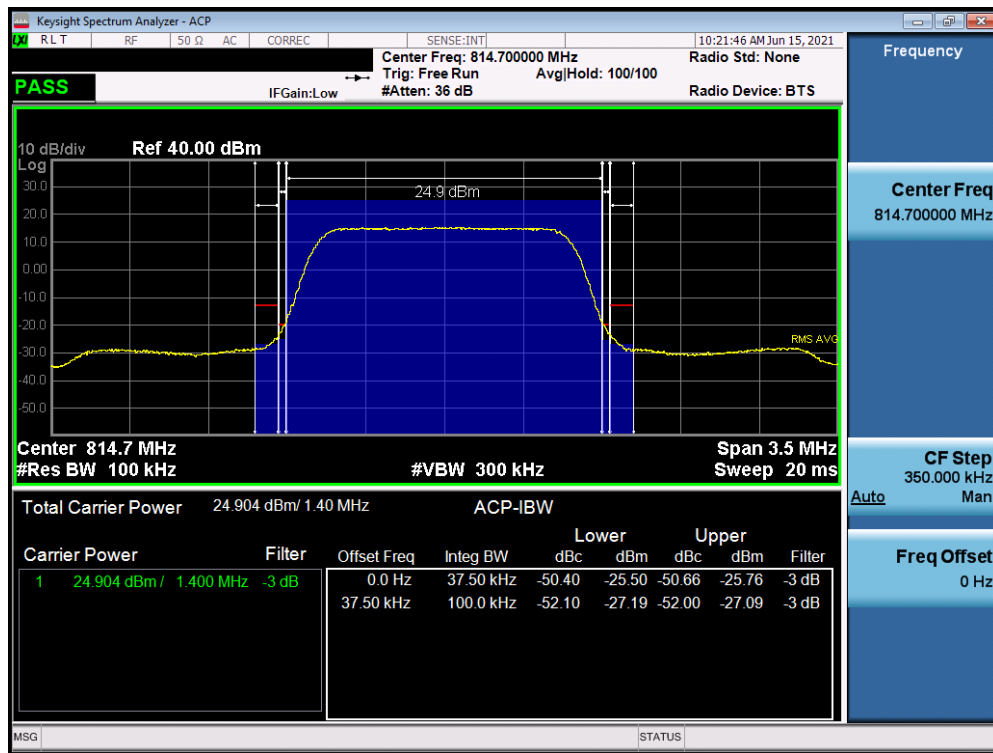 Keysight Spectrum Analyzer - ACP
LXI RLT RF 50 Ω AC CORREC SENSE:INT 10:21:46 AM Jun 15, 2021
Center Freq: 814.700000 MHz Radio Std: None
Trig: Free Run Avg|Hold: 100/100
PASS IFGain:Low #Atten: 36 dB Radio Device: BTS
10 dB/div Ref 40.00 dBm
Log
30.0
24.9 dBm
20.0
10.0
0.00
-10.0
-20.0
RMS AVG
-30.0
-40.0
-50.0
Center 814.7 MHz Span 3.5 MHz
#Res BW 100 kHz #VBW 300 kHz Sweep 20 ms
Total Carrier Power 24.904 dBm/ 1.40 MHz ACP-IBW
Lower Upper
Carrier Power Filter Offset Freq Integ BW dBc dBm dBc dBm Filter
1 24.904 dBm / 1.400 MHz -3 dB 0.0 Hz 37.50 kHz -50.40 -25.50 -50.66 -25.76 -3 dB
37.50 kHz 100.0 kHz -52.10 -27.19 -52.00 -27.09 -3 dB
Frequency
Center Freq
814.700000 MHz
CF Step
350.000 kHz
Auto Man
Freq Offset
0 Hz
MSG STATUS